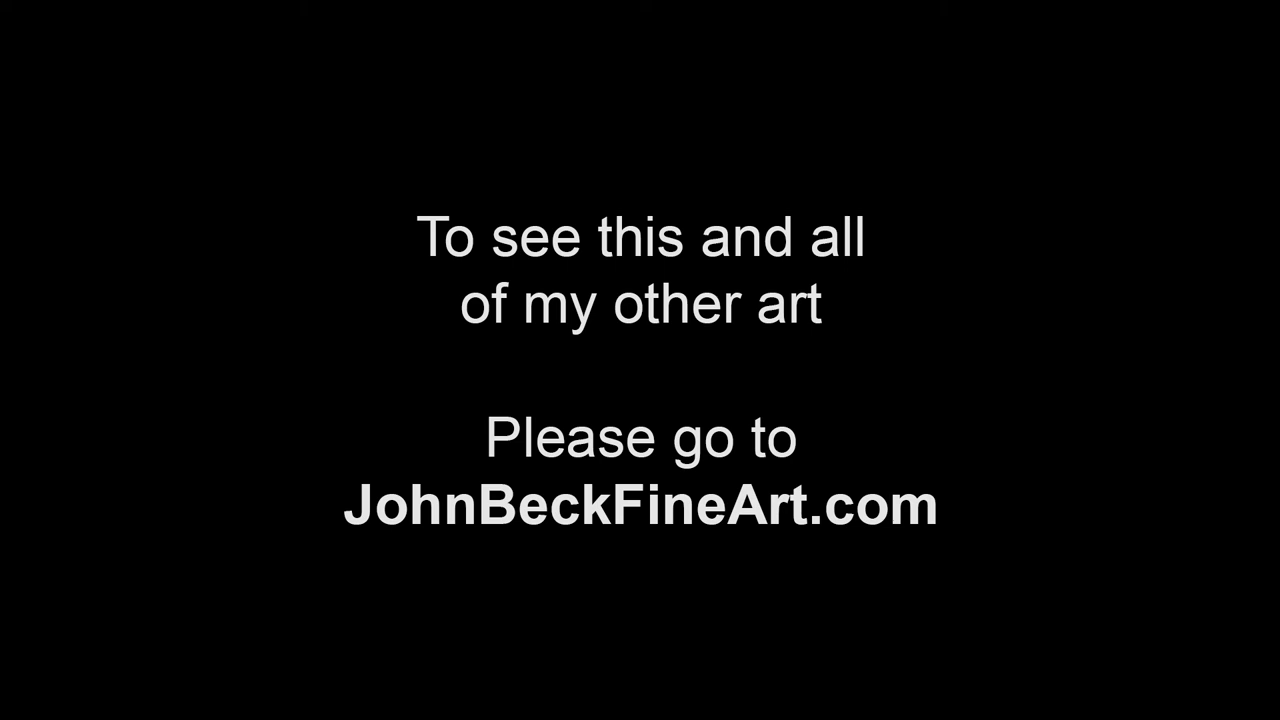 To see this and all
of my other art
Please go to
JohnBeckFineArt.com